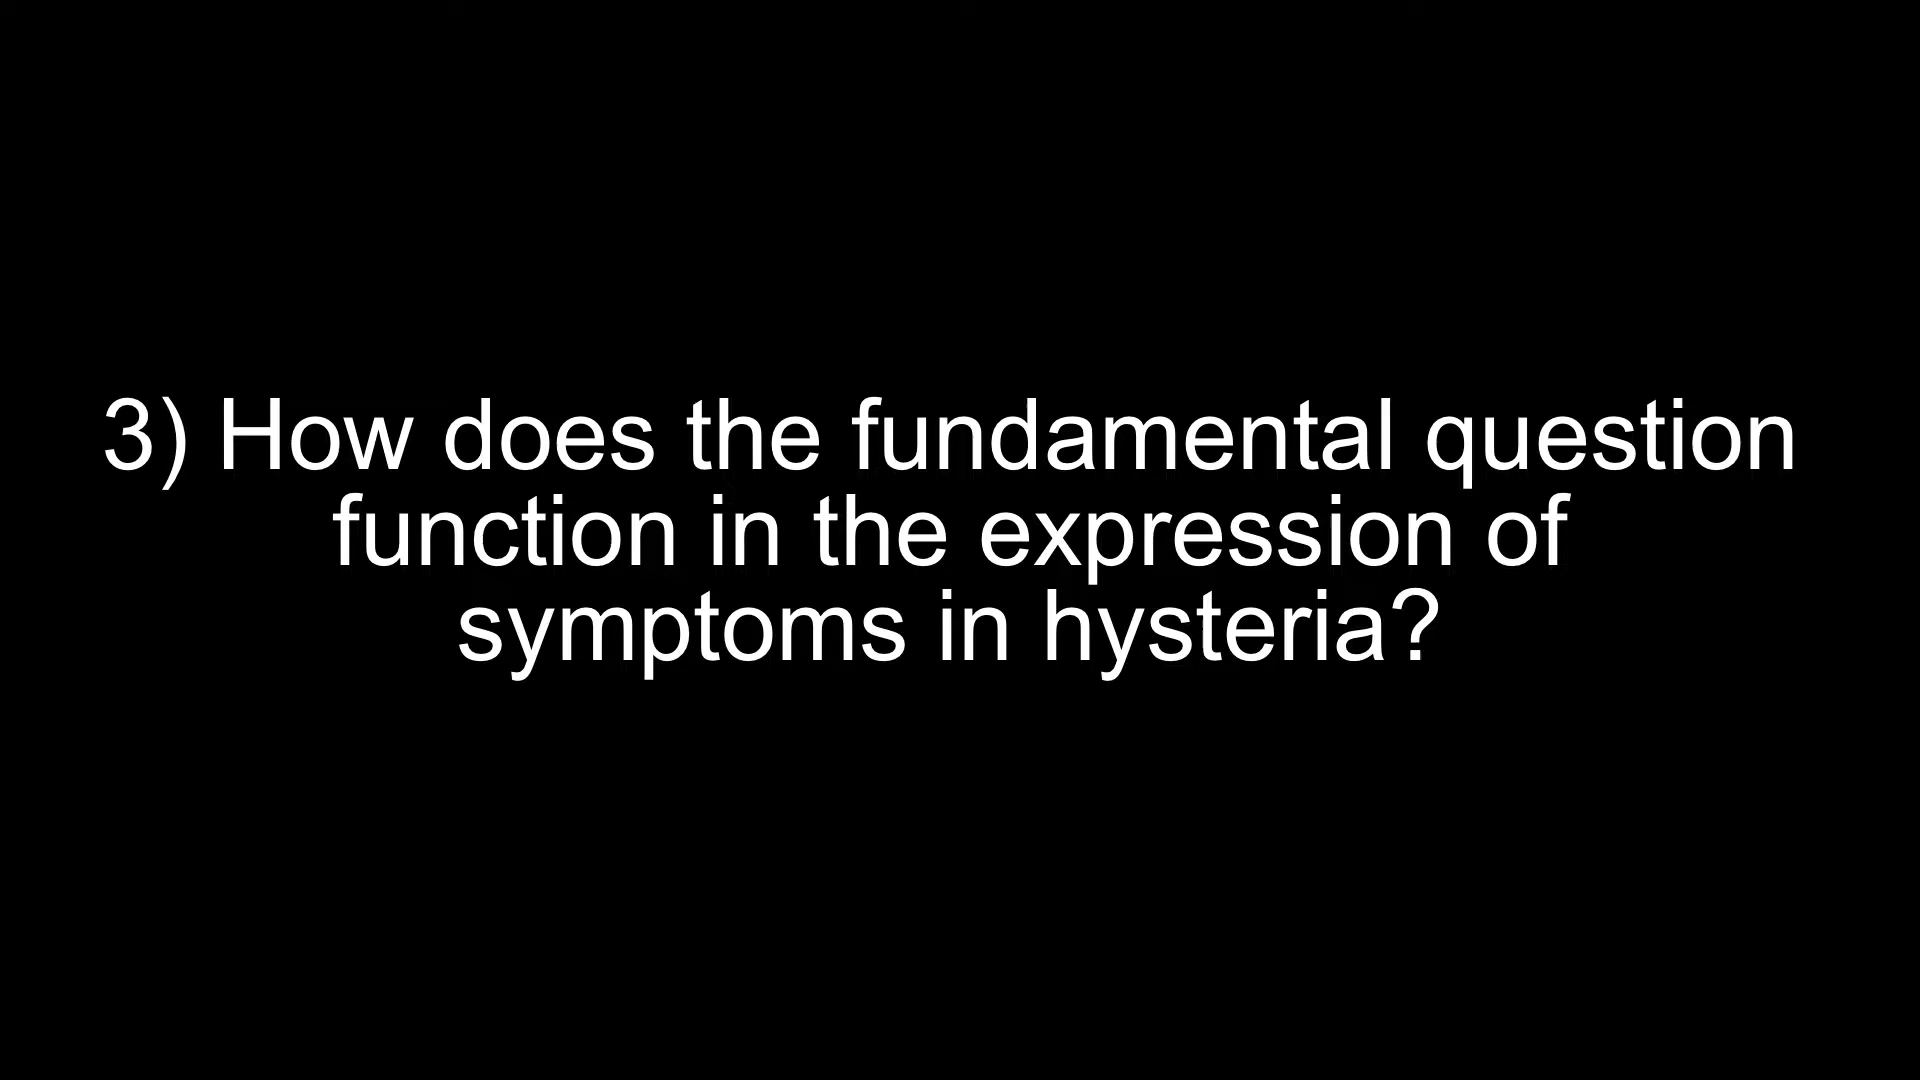 3) How does the fundamental question
function in the expression of
symptoms in hysteria?